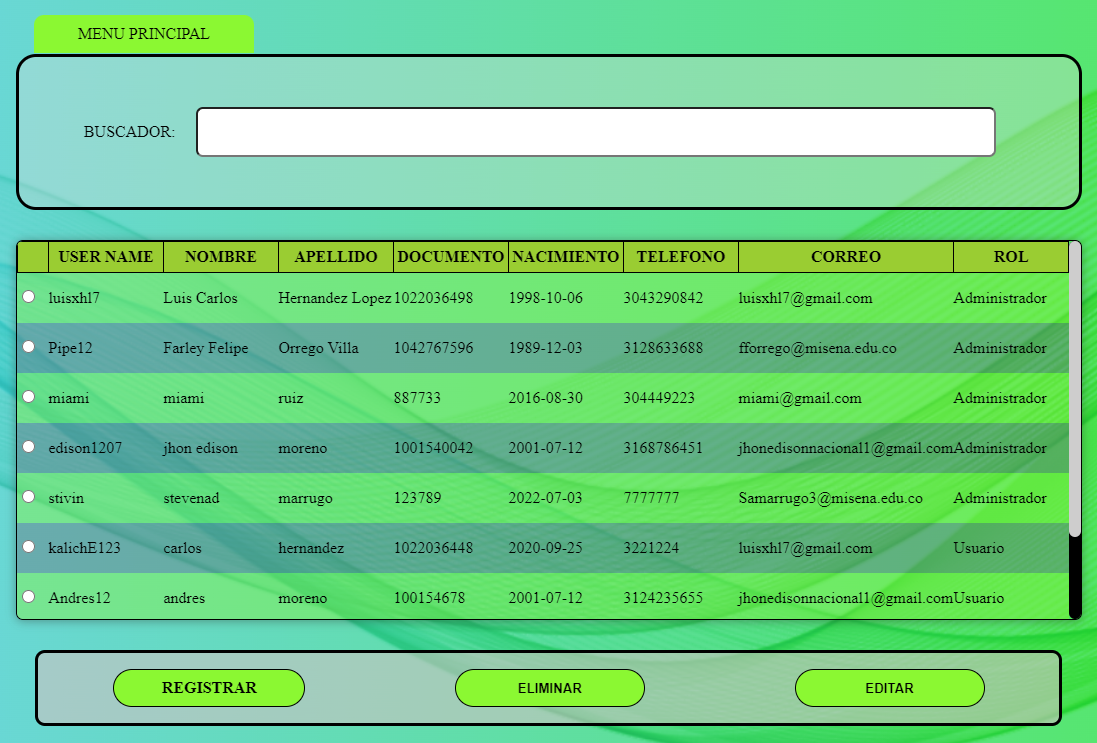 MENU PRINCIPAL
BUSCADOR:
USER NAME NOMBRE APELLIDO DOCUMENTO NACIMIENTO TELEFONO CORREO ROL
luisxhl7 Luis Carlos Hernandez Lopez 1022036498 1998-10-06 3043290842 luisxhl7@gmail.com Administrador
Pipe12 Farley Felipe Orrego Villa 1042767596 1989-12-03 3128633688 fforrego@misena.edu.co Administrador
miami miami ruiz 887733 2016-08-30 304449223 miami@gmail.com Administrador
edison1207 jhon edison moreno 1001540042 2001-07-12 3168786451 jhonedisonnacional1@gmail.com Administrador
stivin stevenad marrugo 123789 2022-07-03 7777777 Samarrugo3@misena.edu.co Administrador
kalichE123 carlos hernandez 1022036448 2020-09-25 3221224 luisxhl7@gmail.com Usuario
Andres12 andres moreno 100154678 2001-07-12 3124235655 jhonedisonnacional1@gmail.com Usuario
REGISTRAR ELIMINAR EDITAR